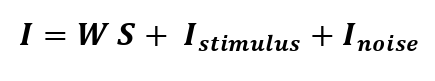 I = W S + I_stimulus + I_noise